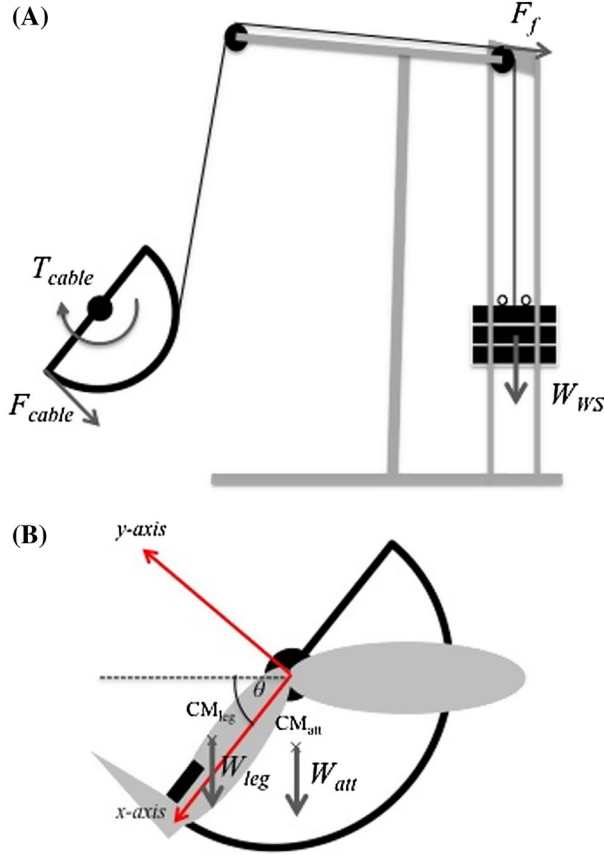 (A)
F_f
T_cable
F_cable
W_WS
(B)
y-axis
θ
CM_leg
CM_att
W_leg
W_att
x-axis